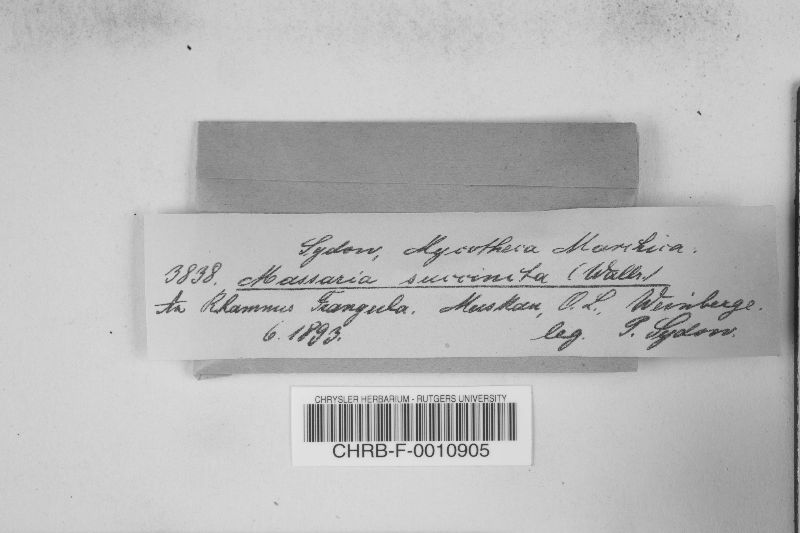 Sydow, Mycotheca Marchica.
3838. Massaria succincta (Wallr.)
An Rhamnus Frangula. Muskau, O. L., Weinberge.
6. 1893. leg. P. Sydow.
CHRYSLER HERBARIUM - RUTGERS UNIVERSITY
CHRB-F-0010905